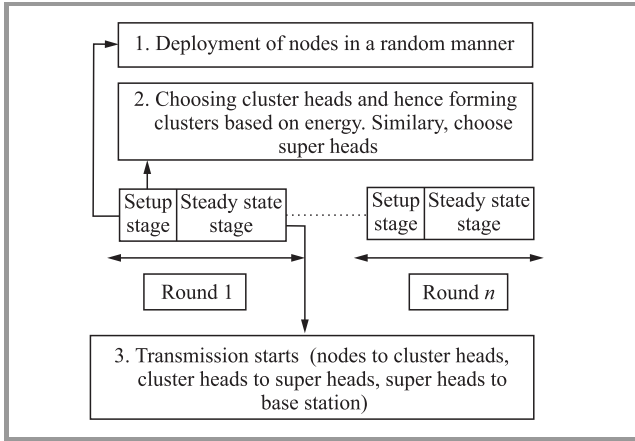 1. Deployment of nodes in a random manner
2. Choosing cluster heads and hence forming
clusters based on energy. Similary, choose
super heads
Setup
stage
Steady state
stage
Setup
stage
Steady state
stage
Round 1
Round n
3. Transmission starts (nodes to cluster heads,
cluster heads to super heads, super heads to
base station)